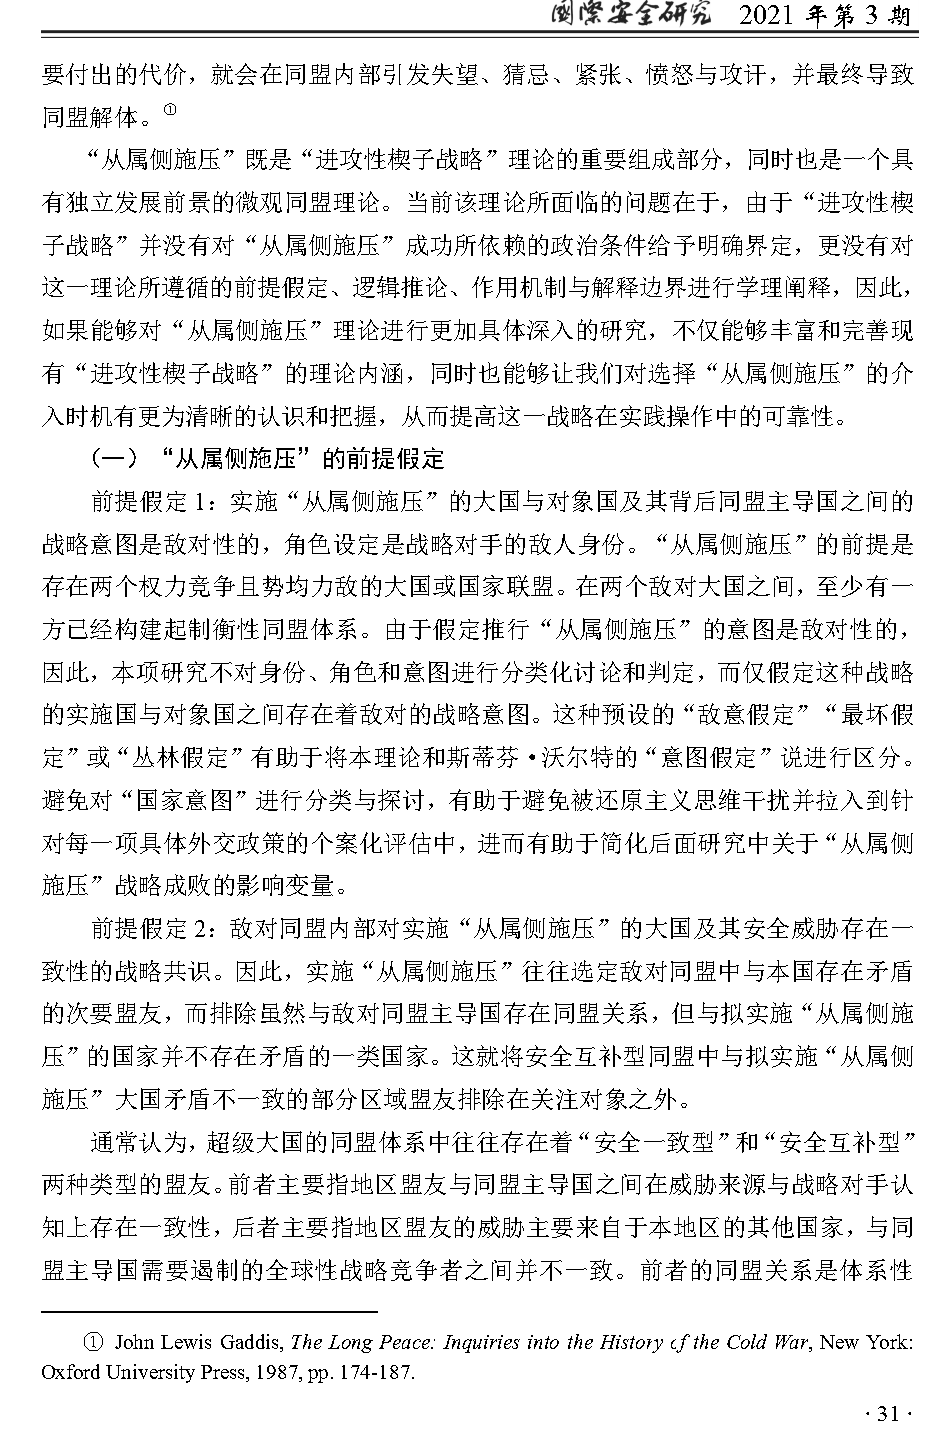 國際安全研究 2021 年第 3 期
要付出的代价，就会在同盟内部引发失望、猜忌、紧张、愤怒与攻讦，并最终导致
同盟解体。①
“从属侧施压”既是“进攻性楔子战略”理论的重要组成部分，同时也是一个具
有独立发展前景的微观同盟理论。当前该理论所面临的问题在于，由于“进攻性楔
子战略”并没有对“从属侧施压”成功所依赖的政治条件给予明确界定，更没有对
这一理论所遵循的前提假定、逻辑推论、作用机制与解释边界进行学理阐释，因此，
如果能够对“从属侧施压”理论进行更加具体深入的研究，不仅能够丰富和完善现
有“进攻性楔子战略”的理论内涵，同时也能够让我们对选择“从属侧施压”的介
入时机有更为清晰的认识和把握，从而提高这一战略在实践操作中的可靠性。
（一）“从属侧施压”的前提假定
前提假定 1：实施“从属侧施压”的大国与对象国及其背后同盟主导国之间的
战略意图是敌对性的，角色设定是战略对手的敌人身份。“从属侧施压”的前提是
存在两个权力竞争且势均力敌的大国或国家联盟。在两个敌对大国之间，至少有一
方已经构建起制衡性同盟体系。由于假定推行“从属侧施压”的意图是敌对性的，
因此，本项研究不对身份、角色和意图进行分类化讨论和判定，而仅假定这种战略
的实施国与对象国之间存在着敌对的战略意图。这种预设的“敌意假定”“最坏假
定”或“丛林假定”有助于将本理论和斯蒂芬·沃尔特的“意图假定”说进行区分。
避免对“国家意图”进行分类与探讨，有助于避免被还原主义思维干扰并拉入到针
对每一项具体外交政策的个案化评估中，进而有助于简化后面研究中关于“从属侧
施压”战略成败的影响变量。
前提假定 2：敌对同盟内部对实施“从属侧施压”的大国及其安全威胁存在一
致性的战略共识。因此，实施“从属侧施压”往往选定敌对同盟中与本国存在矛盾
的次要盟友，而排除虽然与敌对同盟主导国存在同盟关系，但与拟实施“从属侧施
压”的国家并不存在矛盾的一类国家。这就将安全互补型同盟中与拟实施“从属侧
施压”大国矛盾不一致的部分区域盟友排除在关注对象之外。
通常认为，超级大国的同盟体系中往往存在着“安全一致型”和“安全互补型”
两种类型的盟友。前者主要指地区盟友与同盟主导国之间在威胁来源与战略对手认
知上存在一致性，后者主要指地区盟友的威胁主要来自于本地区的其他国家，与同
盟主导国需要遏制的全球性战略竞争者之间并不一致。前者的同盟关系是体系性
① John Lewis Gaddis, The Long Peace: Inquiries into the History of the Cold War, New York:
Oxford University Press, 1987, pp. 174-187.
· 31 ·